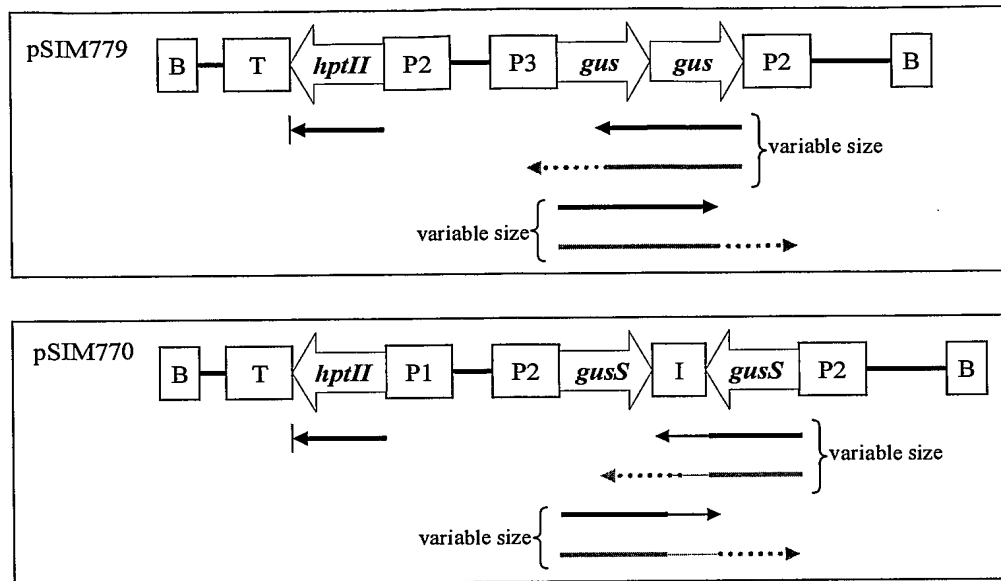 pSIM779
B T hptII P2 P3 gus gus P2 B
variable size
variable size
pSIM770
B T hptII P1 P2 gusS I gusS P2 B
variable size
variable size